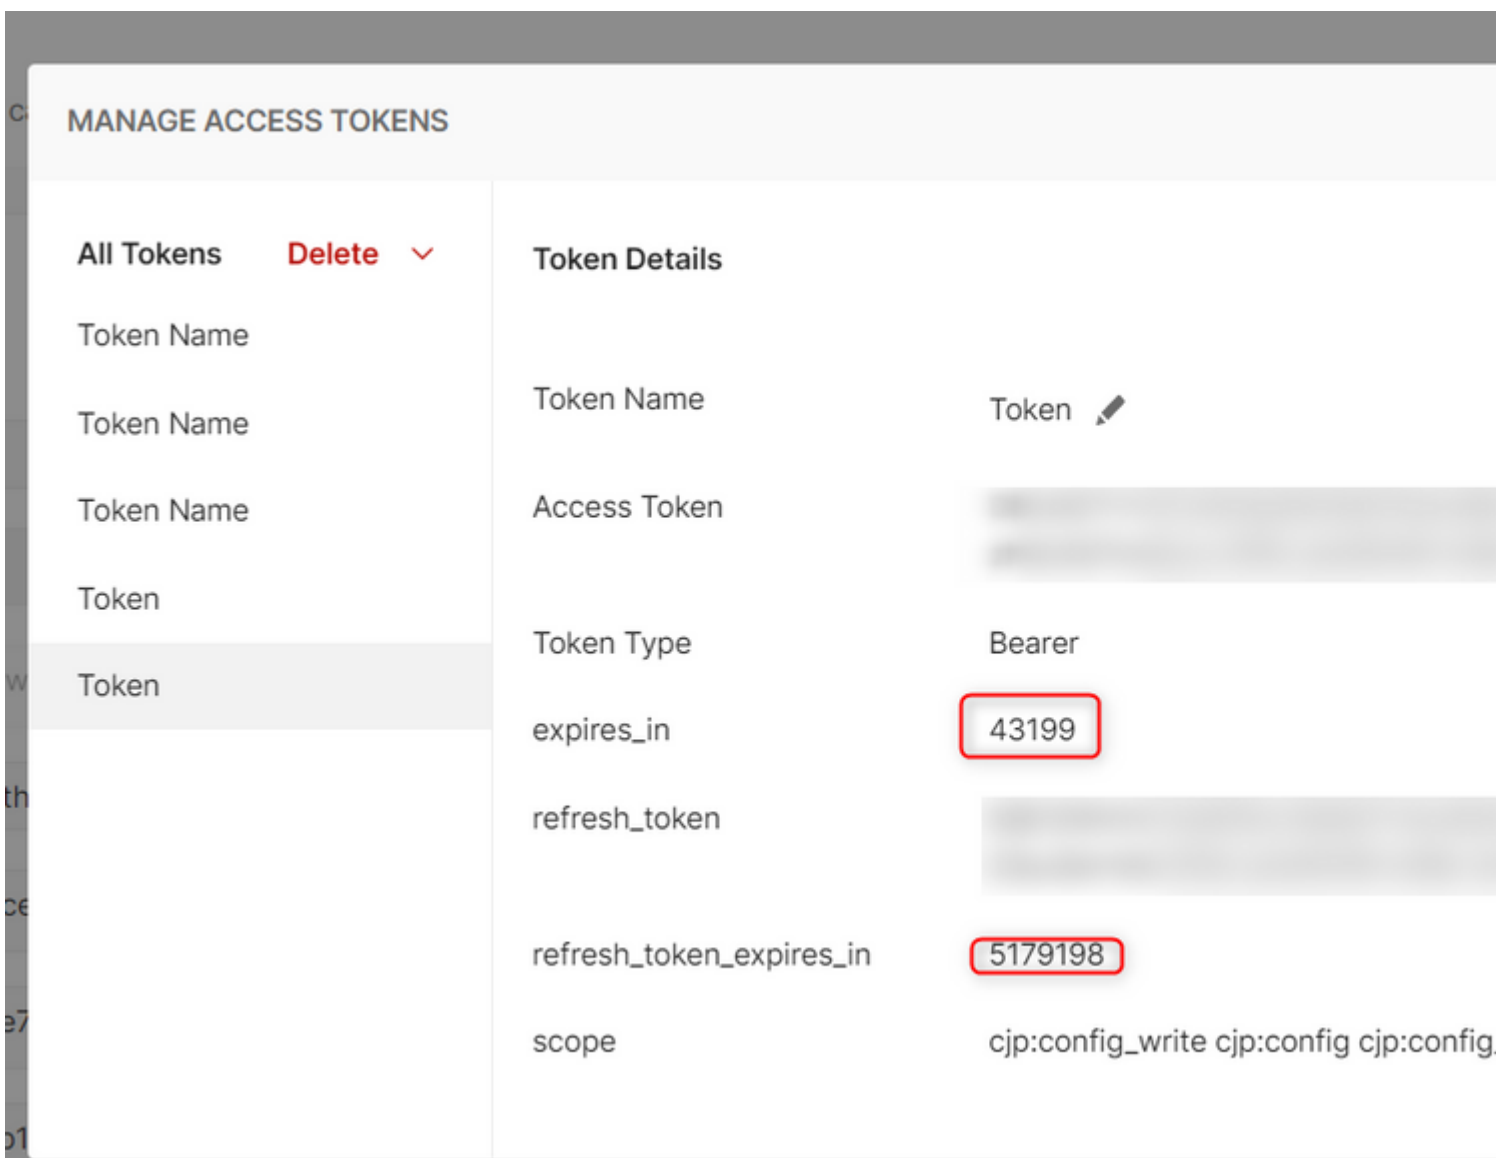 MANAGE ACCESS TOKENS
All Tokens Delete
Token Name
Token Name
Token Name
Token
Token
Token Details
Token Name Token
Access Token
Token Type Bearer
expires_in 43199
refresh_token
refresh_token_expires_in 5179198
scope cjp:config_write cjp:config cjp:config_